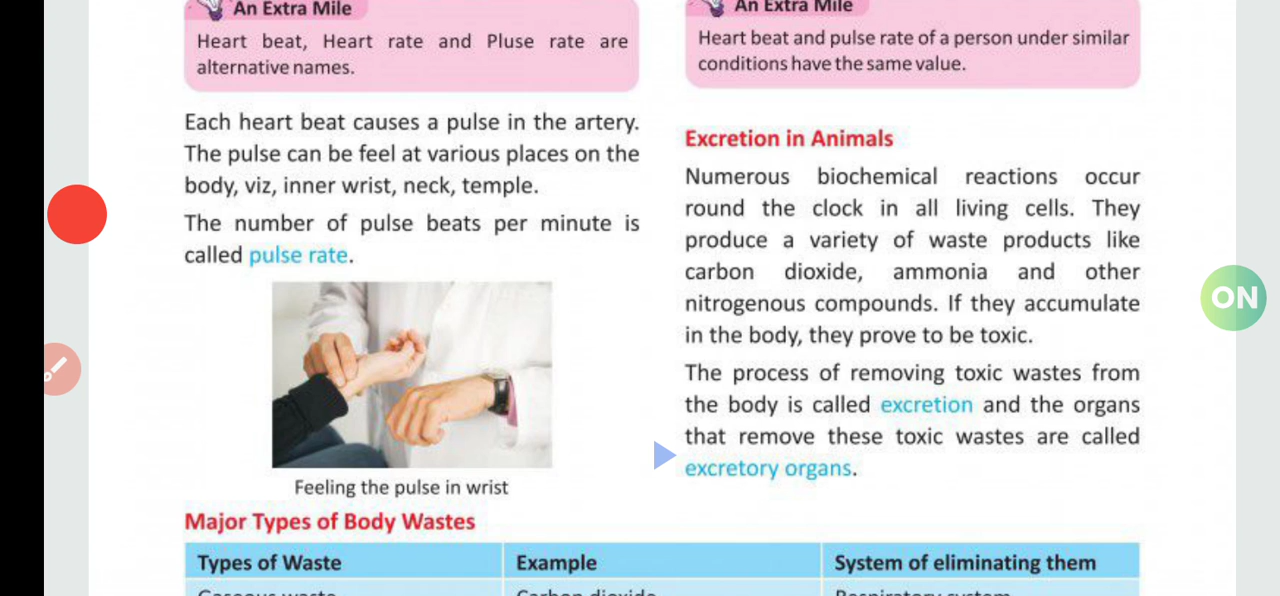 An Extra Mile
Heart beat, Heart rate and Pluse rate are
alternative names.
Each heart beat causes a pulse in the artery.
The pulse can be feel at various places on the
body, viz, inner wrist, neck, temple.
The number of pulse beats per minute is
called pulse rate.
Feeling the pulse in wrist
An Extra Mile
Heart beat and pulse rate of a person under similar
conditions have the same value.
Excretion in Animals
Numerous biochemical reactions occur
round the clock in all living cells. They
produce a variety of waste products like
carbon dioxide, ammonia and other
nitrogenous compounds. If they accumulate
in the body, they prove to be toxic.
The process of removing toxic wastes from
the body is called excretion and the organs
that remove these toxic wastes are called
excretory organs.
ON
Major Types of Body Wastes
Types of Waste Example System of eliminating them
Gaseous waste Carbon dioxide Respiratory system